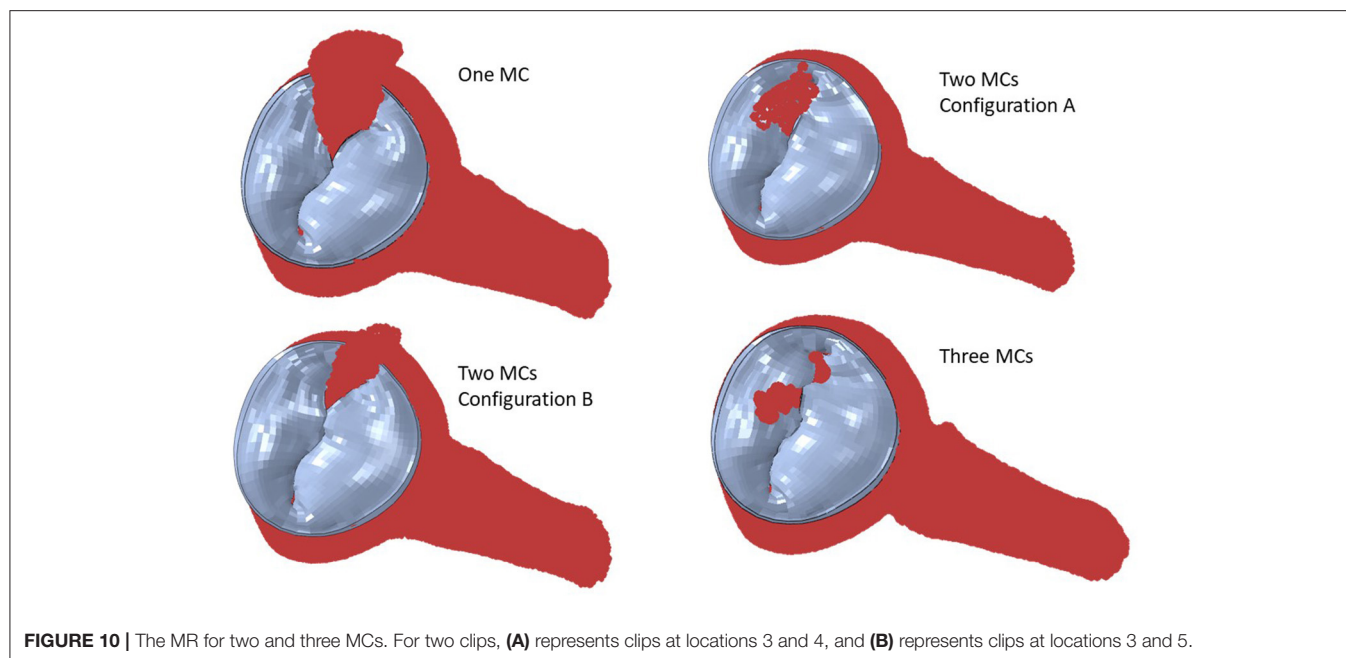 One MC
Two MCs
Configuration A
Two MCs
Configuration B
Three MCs
FIGURE 10 | The MR for two and three MCs. For two clips, (A) represents clips at locations 3 and 4, and (B) represents clips at locations 3 and 5.